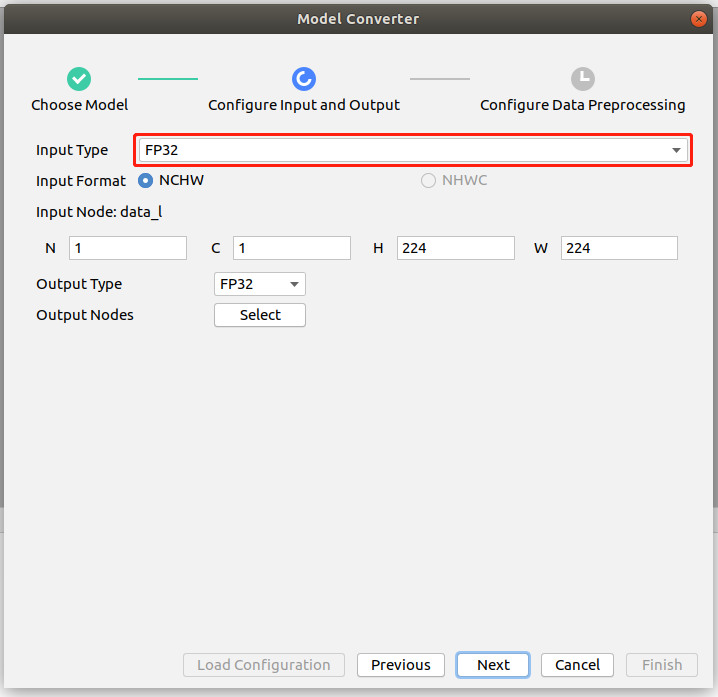 Model Converter
Choose Model Configure Input and Output Configure Data Preprocessing
Input Type FP32
Input Format NCHW NHWC
Input Node: data_l
N 1 C 1 H 224 W 224
Output Type FP32
Output Nodes Select
Load Configuration Previous Next Cancel Finish